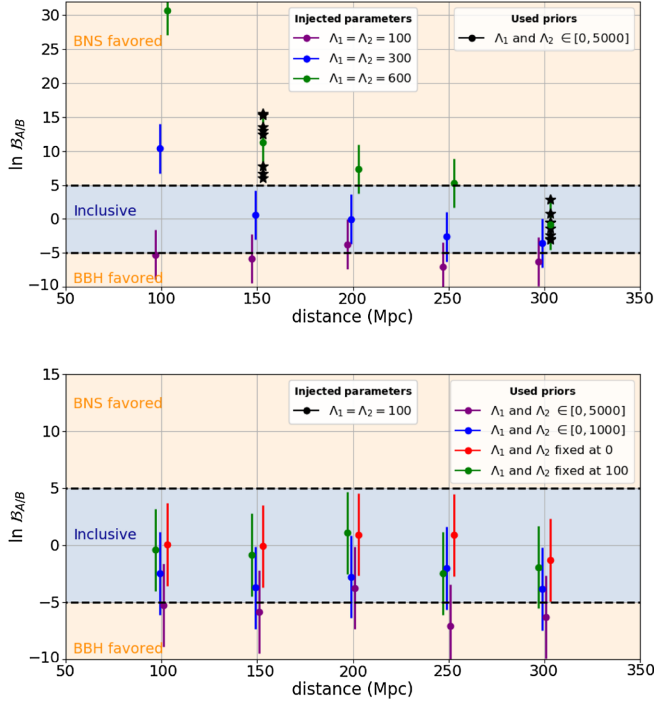 30
25
20
15
10
5
0
−5
−10
ln ℬ_A/B
BNS favored
Inclusive
BBH favored
Injected parameters
Λ₁ = Λ₂ = 100
Λ₁ = Λ₂ = 300
Λ₁ = Λ₂ = 600
Used priors
Λ₁ and Λ₂ ∈ [0, 5000]
50 100 150 200 250 300 350
distance (Mpc)
15
10
5
0
−5
−10
ln ℬ_A/B
BNS favored
Inclusive
BBH favored
Injected parameters
Λ₁ = Λ₂ = 100
Used priors
Λ₁ and Λ₂ ∈ [0, 5000]
Λ₁ and Λ₂ ∈ [0, 1000]
Λ₁ and Λ₂ fixed at 0
Λ₁ and Λ₂ fixed at 100
50 100 150 200 250 300 350
distance (Mpc)